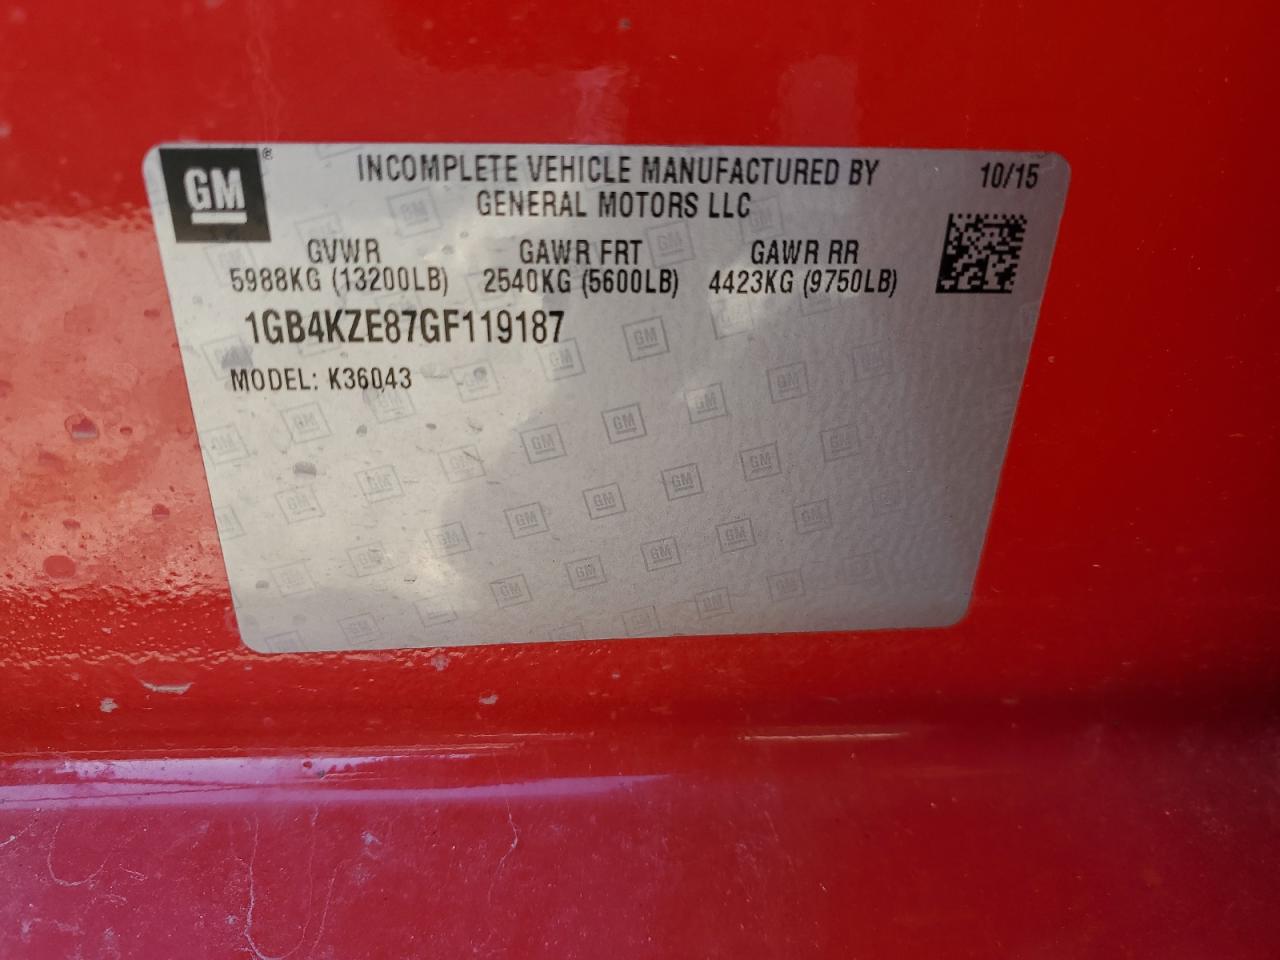 GM ® INCOMPLETE VEHICLE MANUFACTURED BY 10/15
GENERAL MOTORS LLC
GVWR GAWR FRT GAWR RR
5988KG (13200LB) 2540KG (5600LB) 4423KG (9750LB)
1GB4KZE87GF119187
MODEL: K36043